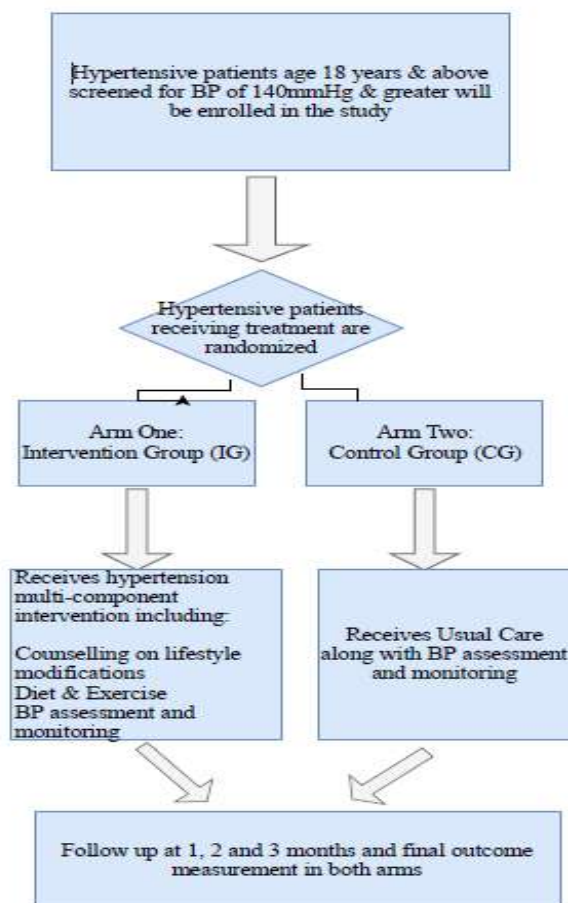 Hypertensive patients age 18 years & above
screened for BP of 140mmHg & greater will
be enrolled in the study
Hypertensive patients
receiving treatment are
randomized
Arm One:
Intervention Group (IG)
Arm Two:
Control Group (CG)
Receives hypertension
multi-component
intervention including:
Counselling on lifestyle
modifications
Diet & Exercise
BP assessment and
monitoring
Receives Usual Care
along with BP assessment
and monitoring
Follow up at 1, 2 and 3 months and final outcome
measurement in both arms